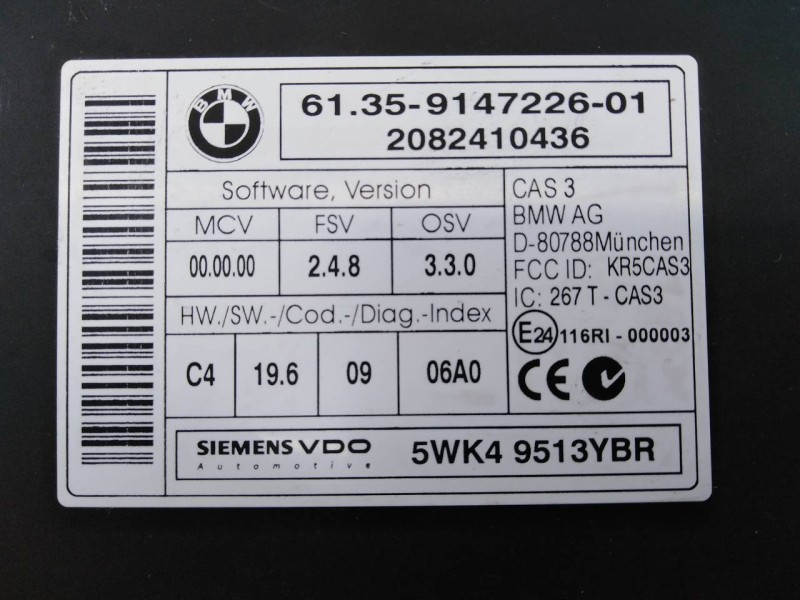 BMW
61.35-9147226-01
2082410436
Software, Version
MCV FSV OSV
00.00.00 2.4.8 3.3.0
HW./SW.-/Cod.-/Diag.-Index
C4 19.6 09 06A0
CAS 3
BMW AG
D-80788München
FCC ID: KR5CAS3
IC: 267 T - CAS3
E24 116RI - 000003
CE
SIEMENS VDO
Automotive
5WK4 9513YBR